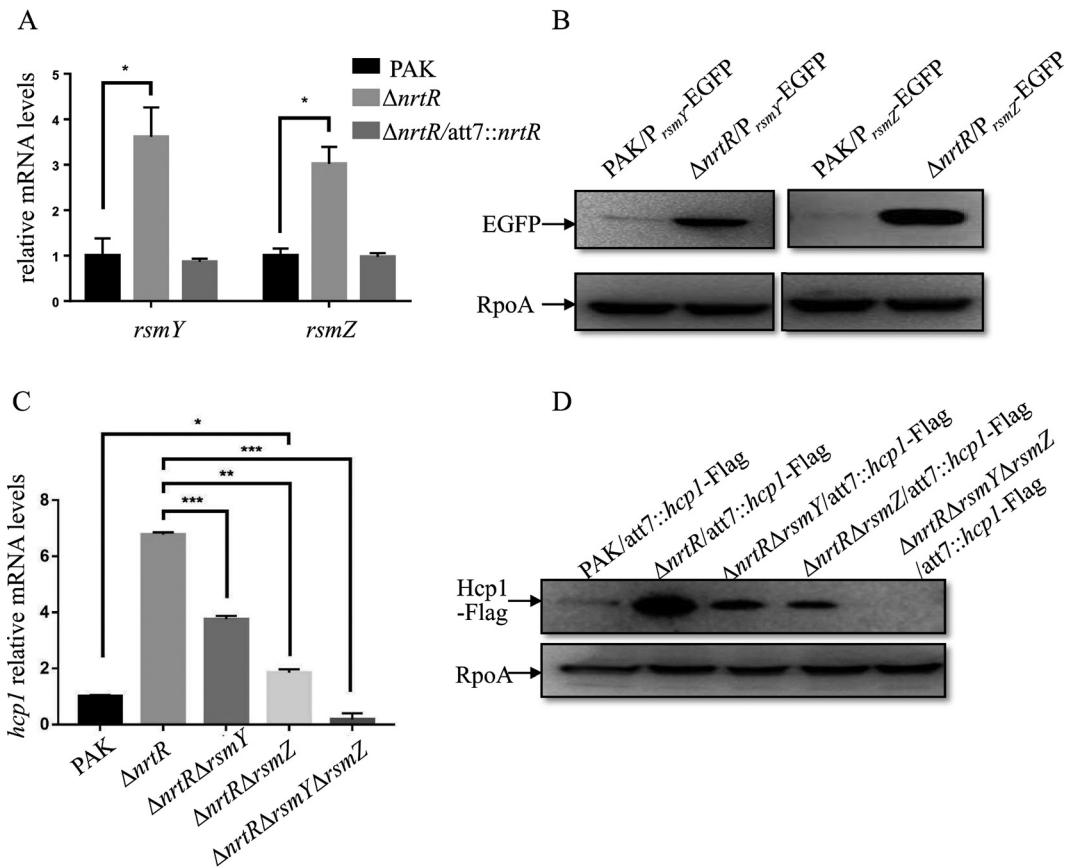 A
relative mRNA levels
5
4
3
2
1
0
*
*
PAK
ΔnrtR
ΔnrtR/att7::nrtR
rsmY
rsmZ
B
PAK/PrsmY-EGFP
ΔnrtR/PrsmY-EGFP
PAK/PrsmZ-EGFP
ΔnrtR/PrsmZ-EGFP
EGFP
RpoA
C
hcp1 relative mRNA levels
8
6
4
2
0
*
***
**
***
PAK
ΔnrtR
ΔnrtRΔrsmY
ΔnrtRΔrsmZ
ΔnrtRΔrsmYΔrsmZ
D
PAK/att7::hcp1-Flag
ΔnrtR/att7::hcp1-Flag
ΔnrtRΔrsmY/att7::hcp1-Flag
ΔnrtRΔrsmZ/att7::hcp1-Flag
ΔnrtRΔrsmYΔrsmZ
/att7::hcp1-Flag
Hcp1
-Flag
RpoA